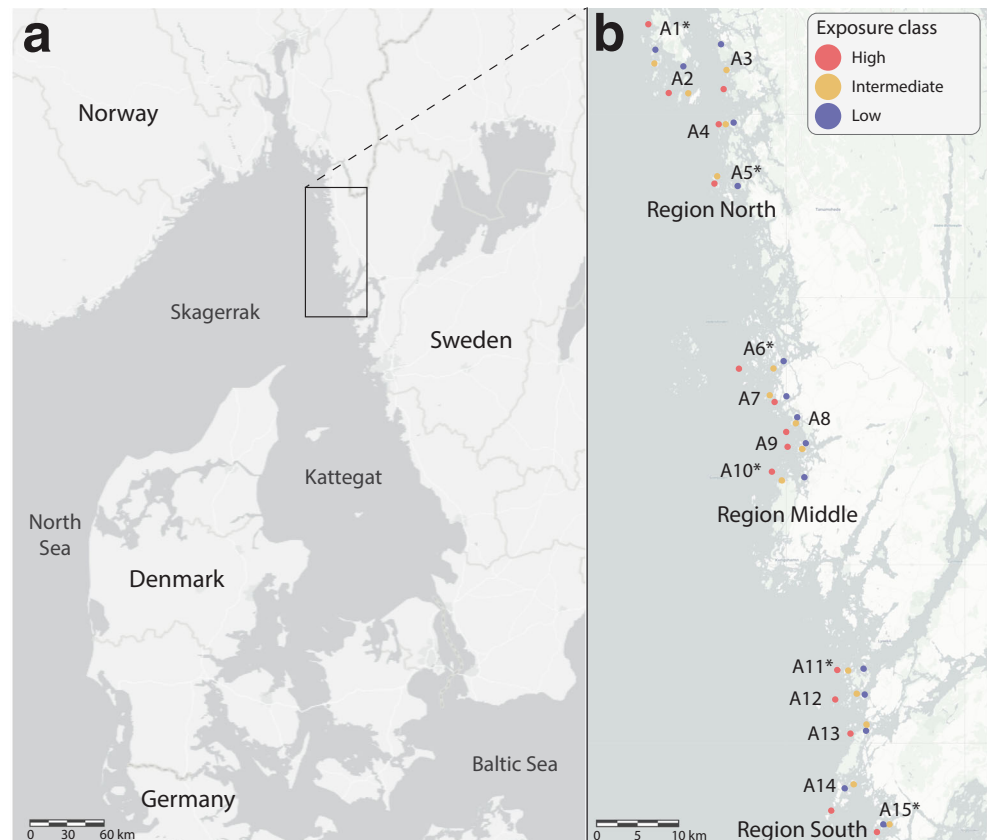 a
Norway
Skagerrak
Sweden
Kattegat
North
Sea
Denmark
Baltic Sea
Germany
0 30 60 km
b
Exposure class
High
Intermediate
Low
A1*
A3
A2
A4
A5*
Region North
A6*
A7
A8
A9
A10*
Region Middle
A11*
A12
A13
A14
A15*
Region South
0 5 10 km